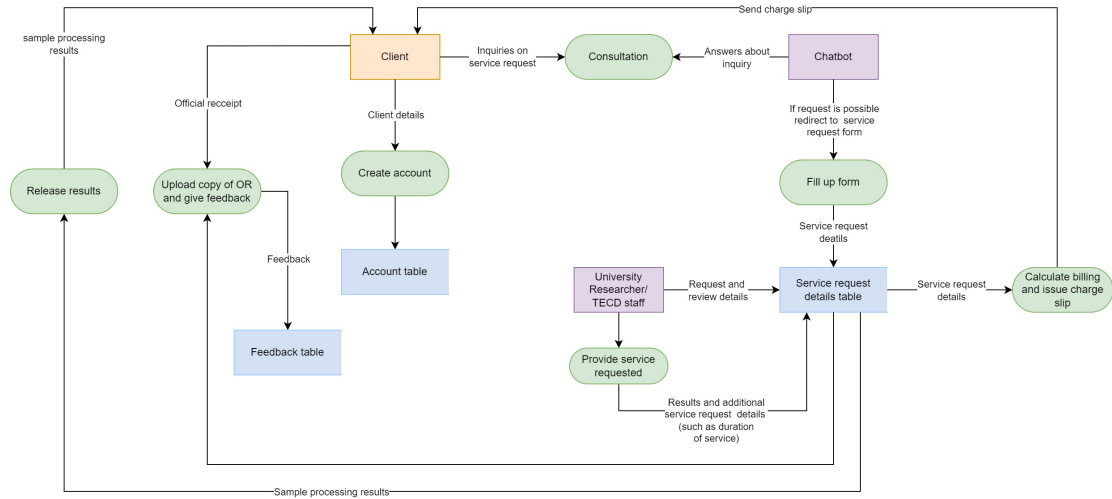 Send charge slip
sample processing
results
Client
Inquiries on
service request
Consultation
Answers about
inquiry
Chatbot
Official recceipt
Client details
If request is possible
redirect to service
request form
Release results
Upload copy of OR
and give feedback
Create account
Fill up form
Service request
deatils
Feedback
Account table
University
Researcher/
TECD staff
Request and
review details
Service request
details table
Service request
details
Calculate billing
and issue charge
slip
Feedback table
Provide service
requested
Results and additional
service request details
(such as duration
of service)
Sample processing results